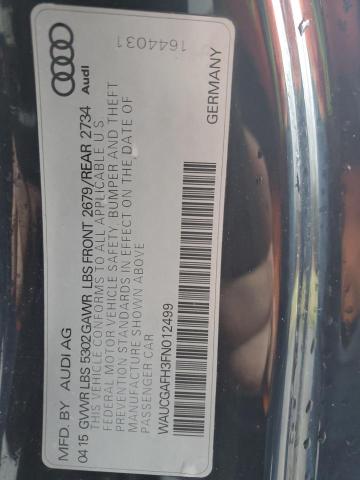 MFD. BY AUDI AG
04 15 GVWR LBS 5302 GAWR LBS FRONT 2679/REAR 2734
THIS VEHICLE CONFORMS TO ALL APPLICABLE U S
FEDERAL MOTOR VEHICLE SAFETY, BUMPER AND THEFT
PREVENTION STANDARDS IN EFFECT ON THE DATE OF
MANUFACTURE SHOWN ABOVE
PASSENGER CAR
WAUCGAFH3FN012499
Audi
1644031
GERMANY